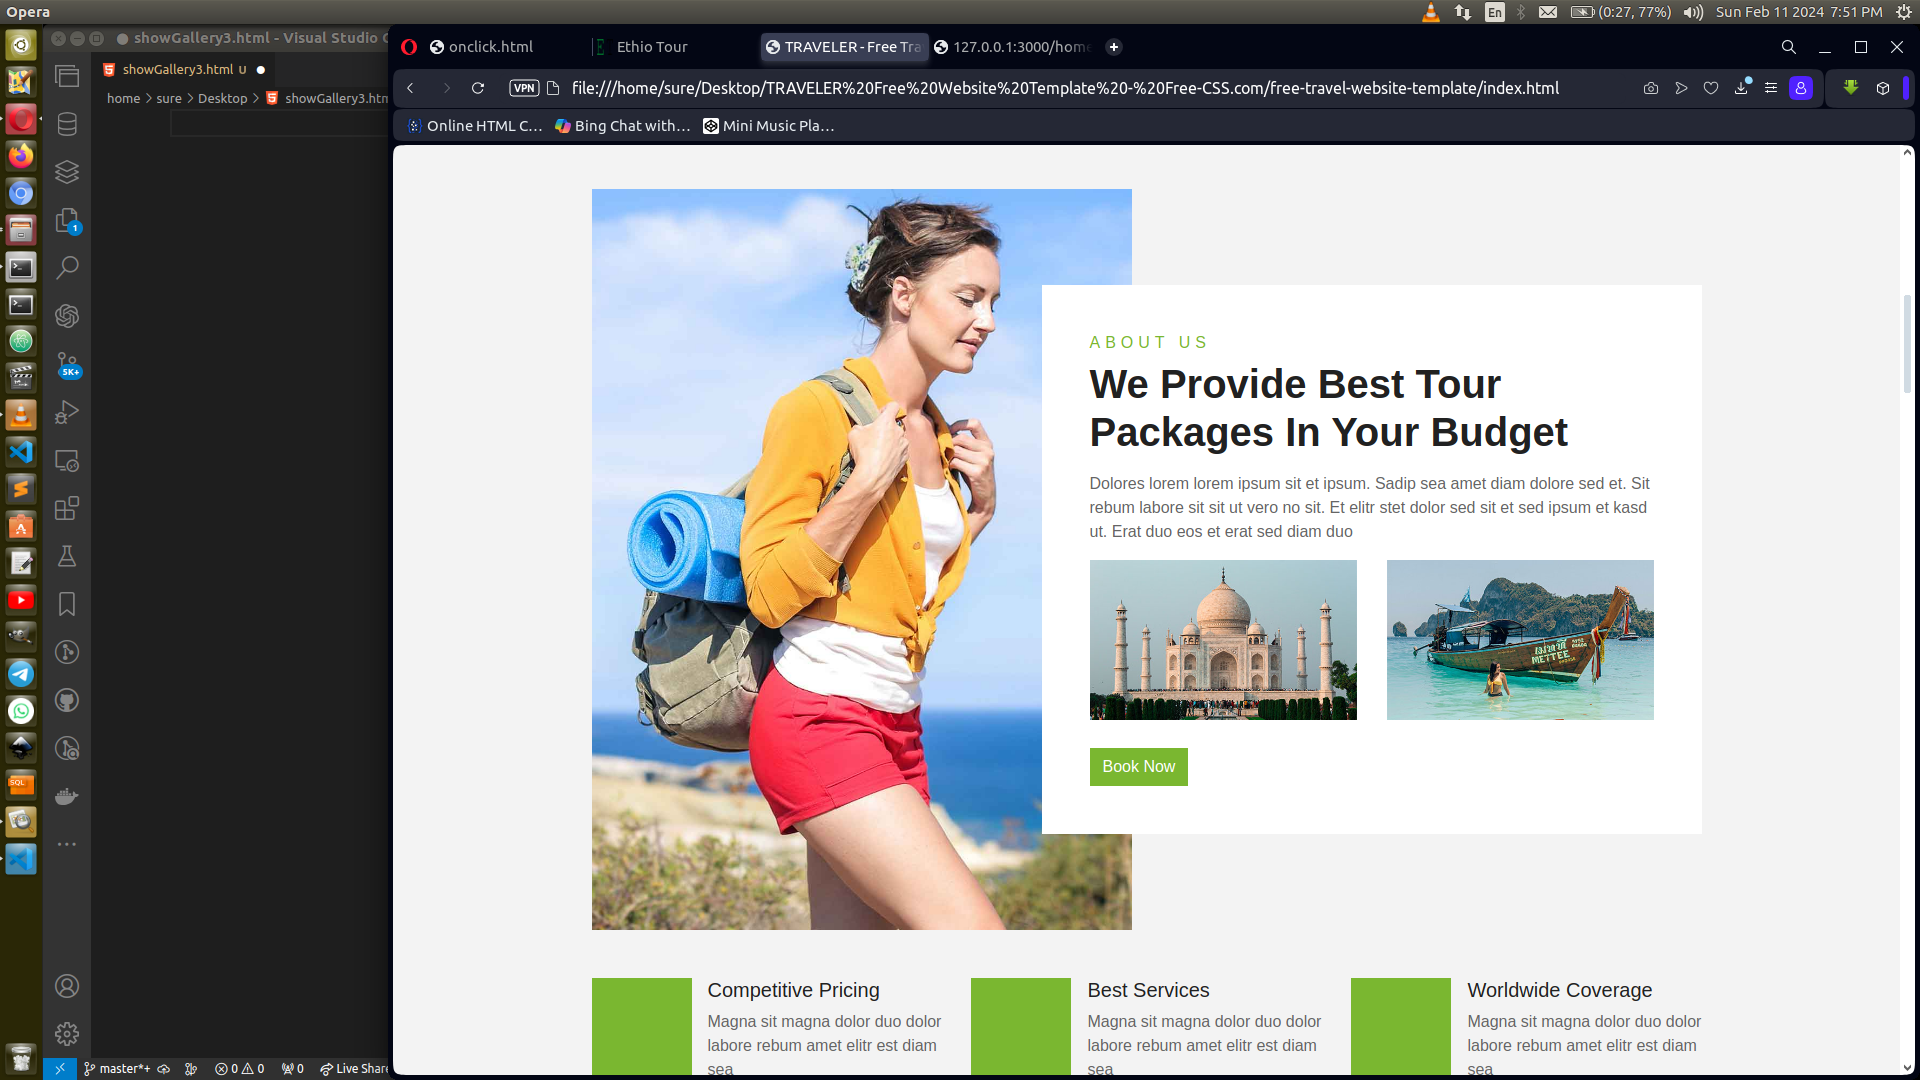 Opera
En
(0:27, 77%)
Sun Feb 11 2024 7:51 PM
showGallery3.html - Visual Studio C
onclick.html
Ethio Tour
TRAVELER - Free Tra
127.0.0.1:3000/home
showGallery3.html U
VPN
file:///home/sure/Desktop/TRAVELER%20Free%20Website%20Template%20-%20Free-CSS.com/free-travel-website-template/index.html
home > sure > Desktop > showGallery3.htm
Online HTML C...
Bing Chat with...
Mini Music Pla...
1
5K+
SQL
ABOUT US
We Provide Best Tour
Packages In Your Budget
Dolores lorem lorem ipsum sit et ipsum. Sadip sea amet diam dolore sed et. Sit
rebum labore sit sit ut vero no sit. Et elitr stet dolor sed sit et sed ipsum et kasd
ut. Erat duo eos et erat sed diam duo
METTEE
Book Now
Competitive Pricing
Magna sit magna dolor duo dolor
labore rebum amet elitr est diam
sea
Best Services
Magna sit magna dolor duo dolor
labore rebum amet elitr est diam
sea
Worldwide Coverage
Magna sit magna dolor duo dolor
labore rebum amet elitr est diam
sea
master*+
0
0
0
Live Share